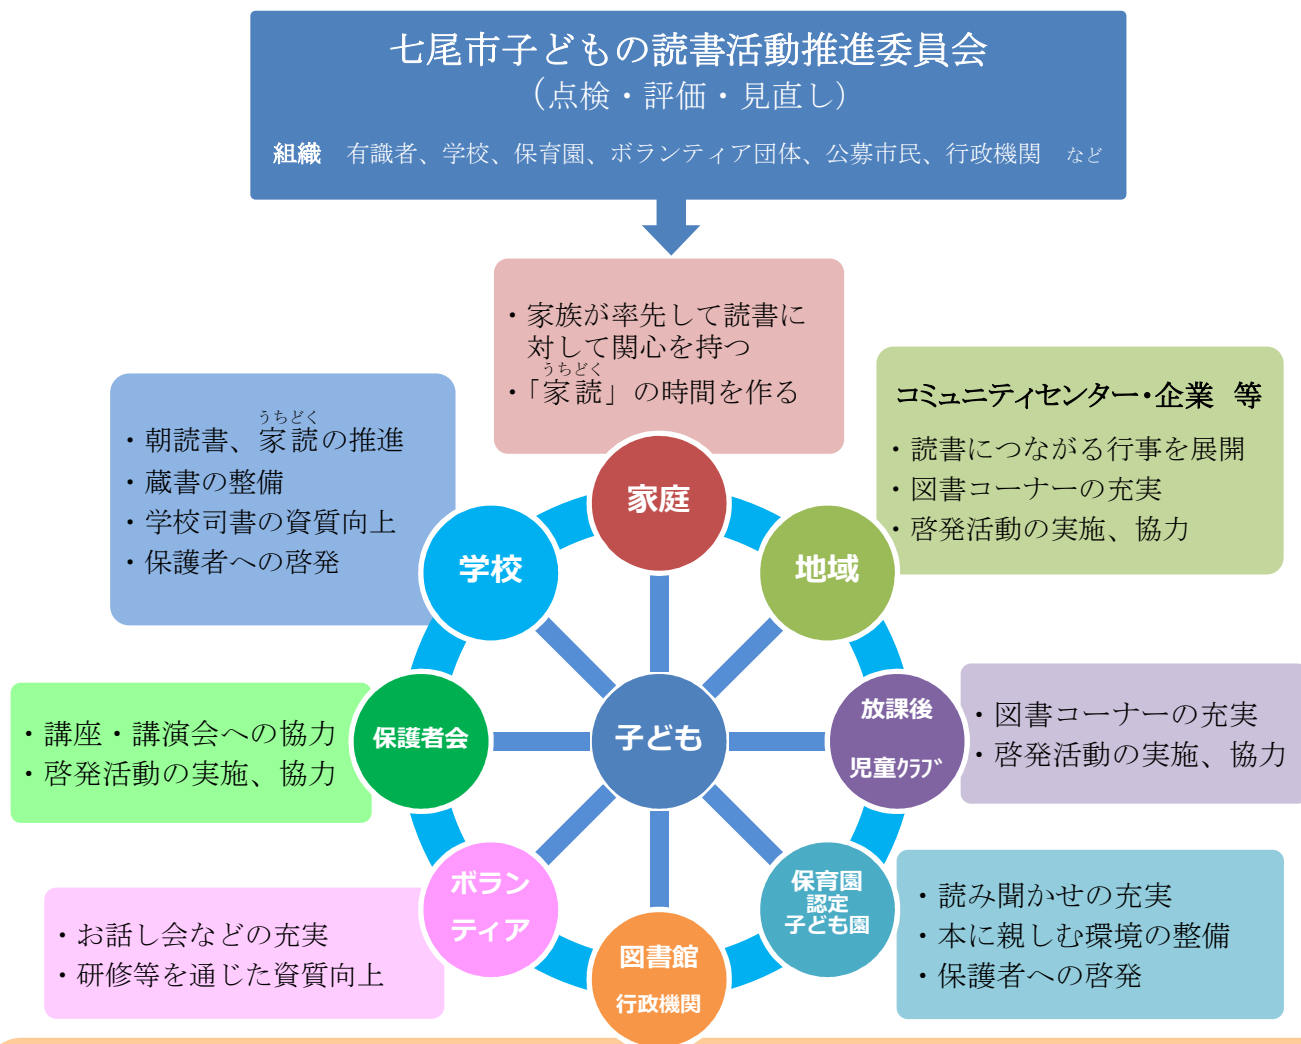 七尾市子どもの読書活動推進委員会
（点検・評価・見直し）
組織　有識者、学校、保育園、ボランティア団体、公募市民、行政機関　など
・家族が率先して読書に
対して関心を持つ
うちどく
・「家読」の時間を作る
コミュニティセンター・企業　等
・読書につながる行事を展開
・図書コーナーの充実
・啓発活動の実施、協力
うちどく
・朝読書、家読の推進
・蔵書の整備
・学校司書の資質向上
・保護者への啓発
家庭
学校
地域
・講座・講演会への協力
・啓発活動の実施、協力
保護者会
子ども
放課後
児童ｸﾗﾌﾞ
・図書コーナーの充実
・啓発活動の実施、協力
・お話し会などの充実
・研修等を通じた資質向上
ボラン
ティア
図書館
行政機関
保育園
認定
子ども園
・読み聞かせの充実
・本に親しむ環境の整備
・保護者への啓発